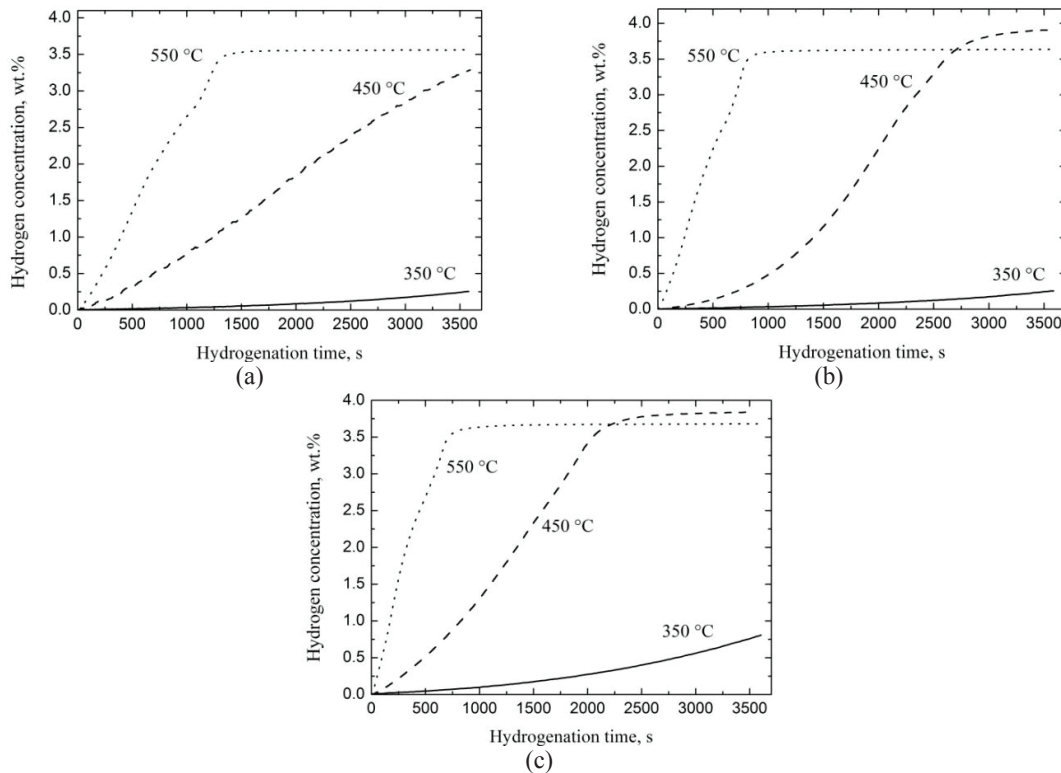 Hydrogen concentration, wt.%
4.0
3.5
3.0
2.5
2.0
1.5
1.0
0.5
0.0
550 °C
450 °C
350 °C
0 500 1000 1500 2000 2500 3000 3500
Hydrogenation time, s
(a)
Hydrogen concentration, wt.%
4.0
3.5
3.0
2.5
2.0
1.5
1.0
0.5
0.0
550 °C
450 °C
350 °C
0 500 1000 1500 2000 2500 3000 3500
Hydrogenation time, s
(b)
Hydrogen concentration, wt.%
4.0
3.5
3.0
2.5
2.0
1.5
1.0
0.5
0.0
550 °C
450 °C
350 °C
0 500 1000 1500 2000 2500 3000 3500
Hydrogenation time, s
(c)